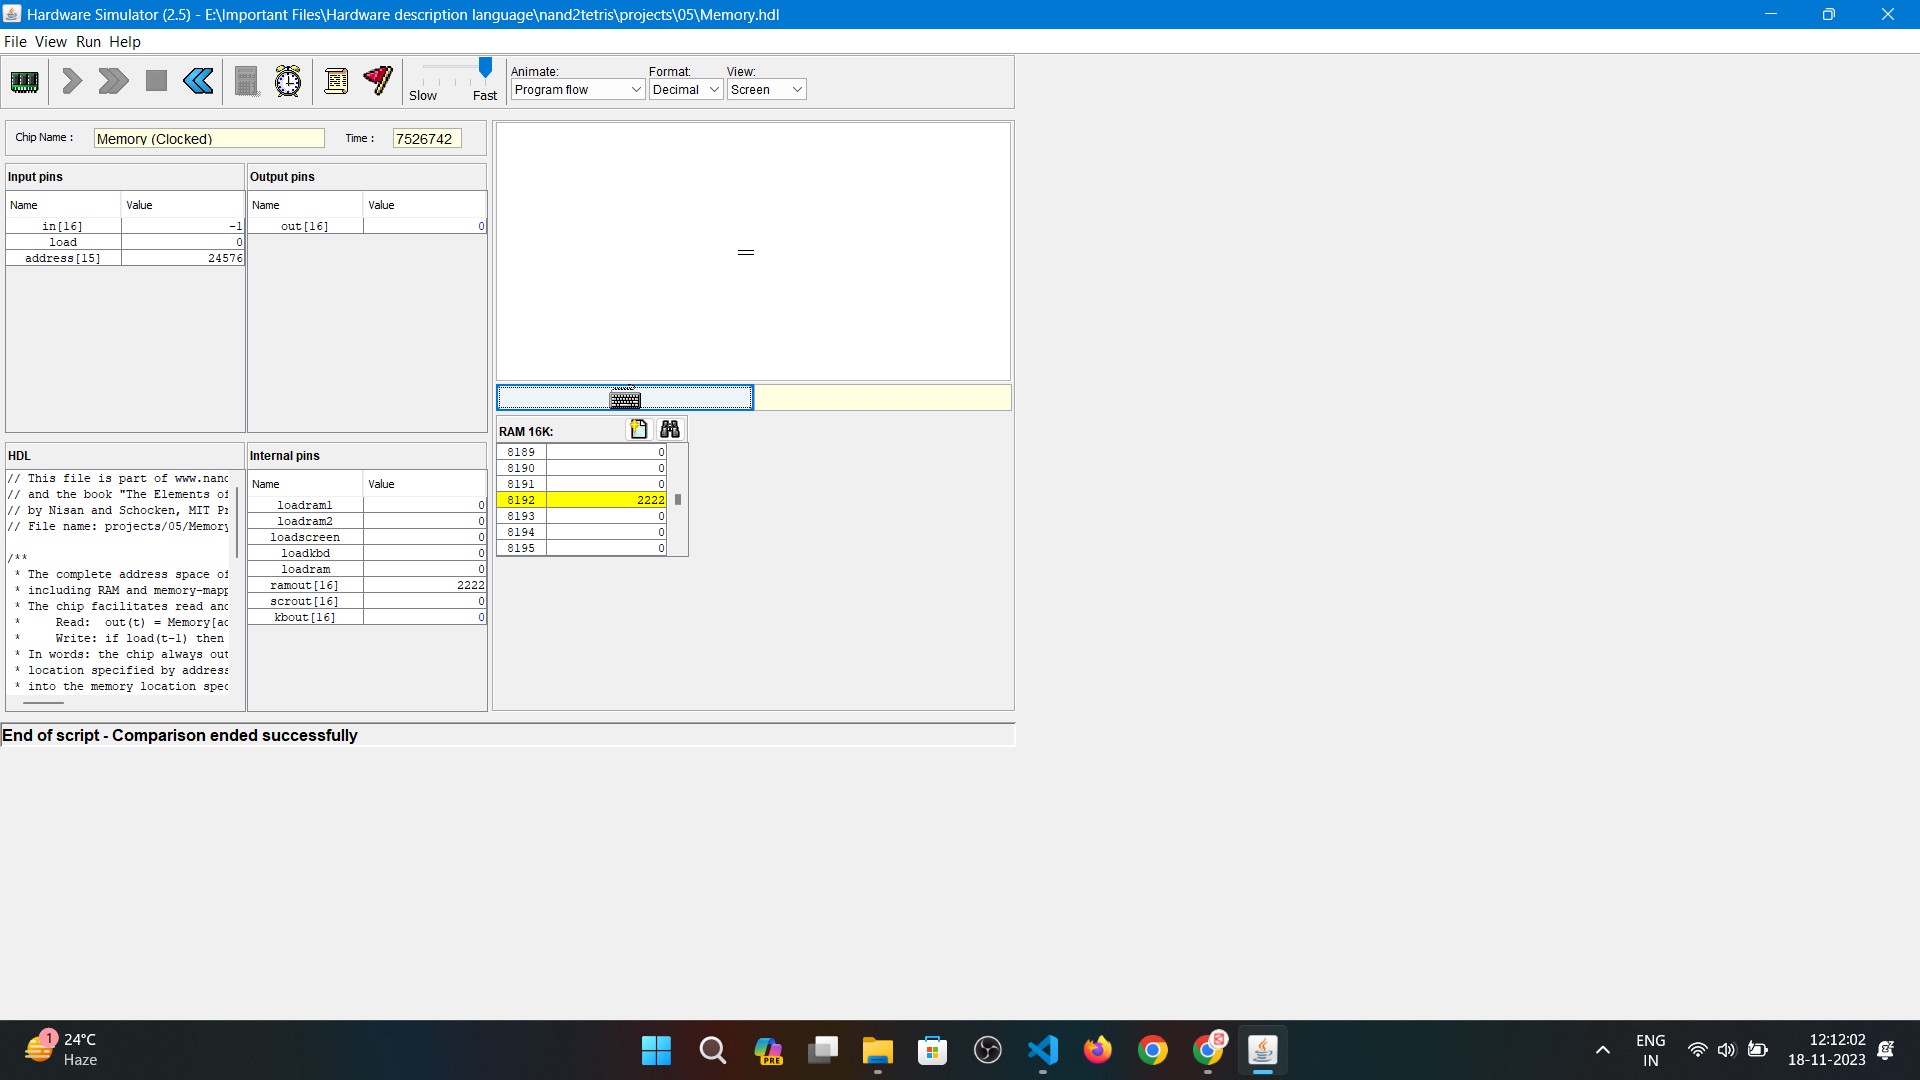 Hardware Simulator (2.5) - E:\Important Files\Hardware description language\nand2tetris\projects\05\Memory.hdl
File View Run Help
Slow Fast
Animate: Format: View:
Program flow Decimal Screen
Chip Name : Memory (Clocked) Time : 7526742
Input pins
Name Value
in[16] -1
load 0
address[15] 24576
Output pins
Name Value
out[16] 0
HDL
// This file is part of www.nand
// and the book "The Elements of
// by Nisan and Schocken, MIT Pr
// File name: projects/05/Memory
/**
* The complete address space of
* including RAM and memory-mapp
* The chip facilitates read and
* Read: out(t) = Memory[ad
* Write: if load(t-1) then
* In words: the chip always out
* location specified by address
* into the memory location spec
Internal pins
Name Value
loadram1 0
loadram2 0
loadscreen 0
loadkbd 0
loadram 0
ramout[16] 2222
scrout[16] 0
kbout[16] 0
RAM 16K:
8189 0
8190 0
8191 0
8192 2222
8193 0
8194 0
8195 0
End of script - Comparison ended successfully
1
24°C
Haze
PRE
ENG
IN
12:12:02
18-11-2023